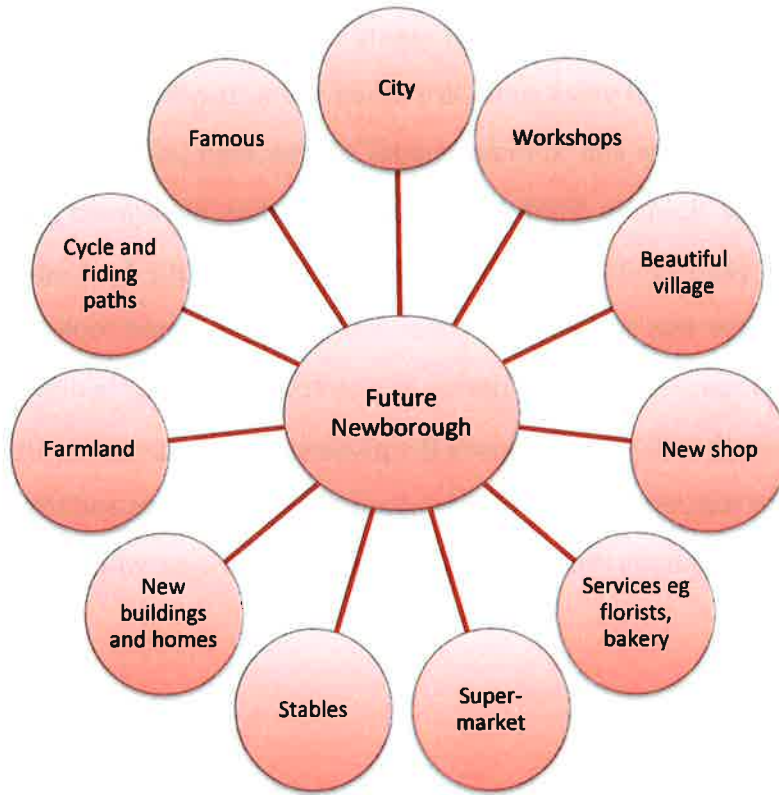 City
Workshops
Beautiful
village
New shop
Services eg
florists,
bakery
Super-
market
Stables
New
buildings
and homes
Farmland
Cycle and
riding
paths
Famous
Future
Newborough